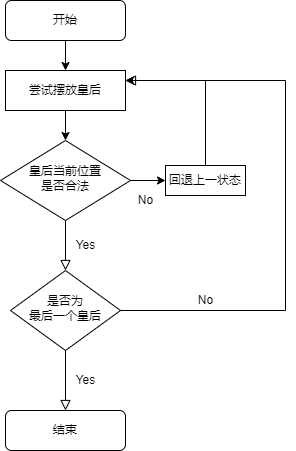 开始
尝试摆放皇后
皇后当前位置
是否合法
No
回退上一状态
Yes
是否为
最后一个皇后
No
Yes
结束